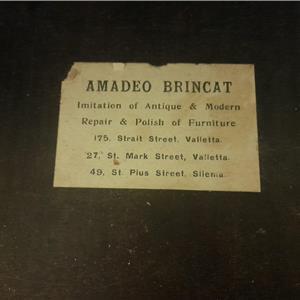 AMADEO BRINCAT
Imitation of Antique & Modern
Repair & Polish of Furniture
175, Strait Street, Valletta.
27, St. Mark Street, Valletta.
49, St. Pius Street, Sliema.